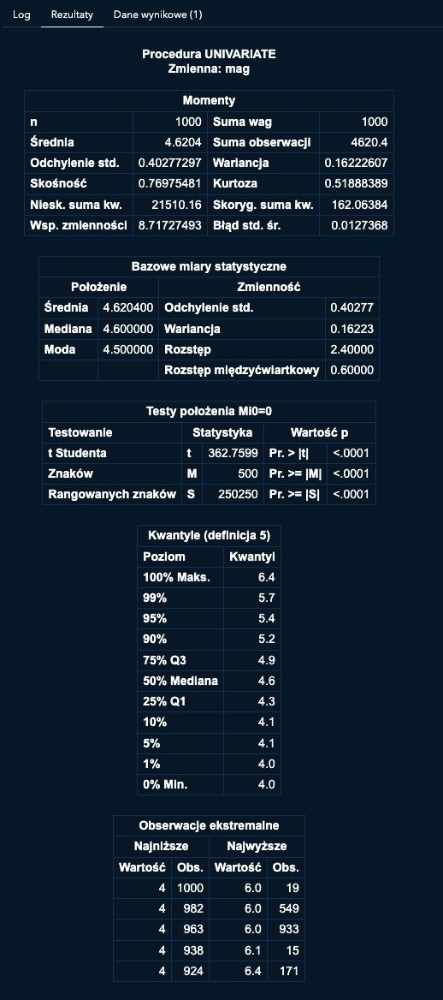 Log Rezultaty Dane wynikowe (1)
Procedura UNIVARIATE
Zmienna: mag
Momenty
n 1000 Suma wag 1000
Średnia 4.6204 Suma obserwacji 4620.4
Odchylenie std. 0.40277297 Wariancja 0.16222607
Skośność 0.76975481 Kurtoza 0.51888389
Niesk. suma kw. 21510.16 Skoryg. suma kw. 162.06384
Wsp. zmienności 8.71727493 Błąd std. śr. 0.0127368
Bazowe miary statystyczne
Położenie Zmienność
Średnia 4.620400 Odchylenie std. 0.40277
Mediana 4.600000 Wariancja 0.16223
Moda 4.500000 Rozstęp 2.40000
Rozstęp międzyćwiartkowy 0.60000
Testy położenia Mi0=0
Testowanie Statystyka Wartość p
t Studenta t 362.7599 Pr. > |t| <.0001
Znaków M 500 Pr. >= |M| <.0001
Rangowanych znaków S 250250 Pr. >= |S| <.0001
Kwantyle (definicja 5)
Poziom Kwantyl
100% Maks. 6.4
99% 5.7
95% 5.4
90% 5.2
75% Q3 4.9
50% Mediana 4.6
25% Q1 4.3
10% 4.1
5% 4.1
1% 4.0
0% Min. 4.0
Obserwacje ekstremalne
Najniższe Najwyższe
Wartość Obs. Wartość Obs.
4 1000 6.0 19
4 982 6.0 549
4 963 6.0 933
4 938 6.1 15
4 924 6.4 171